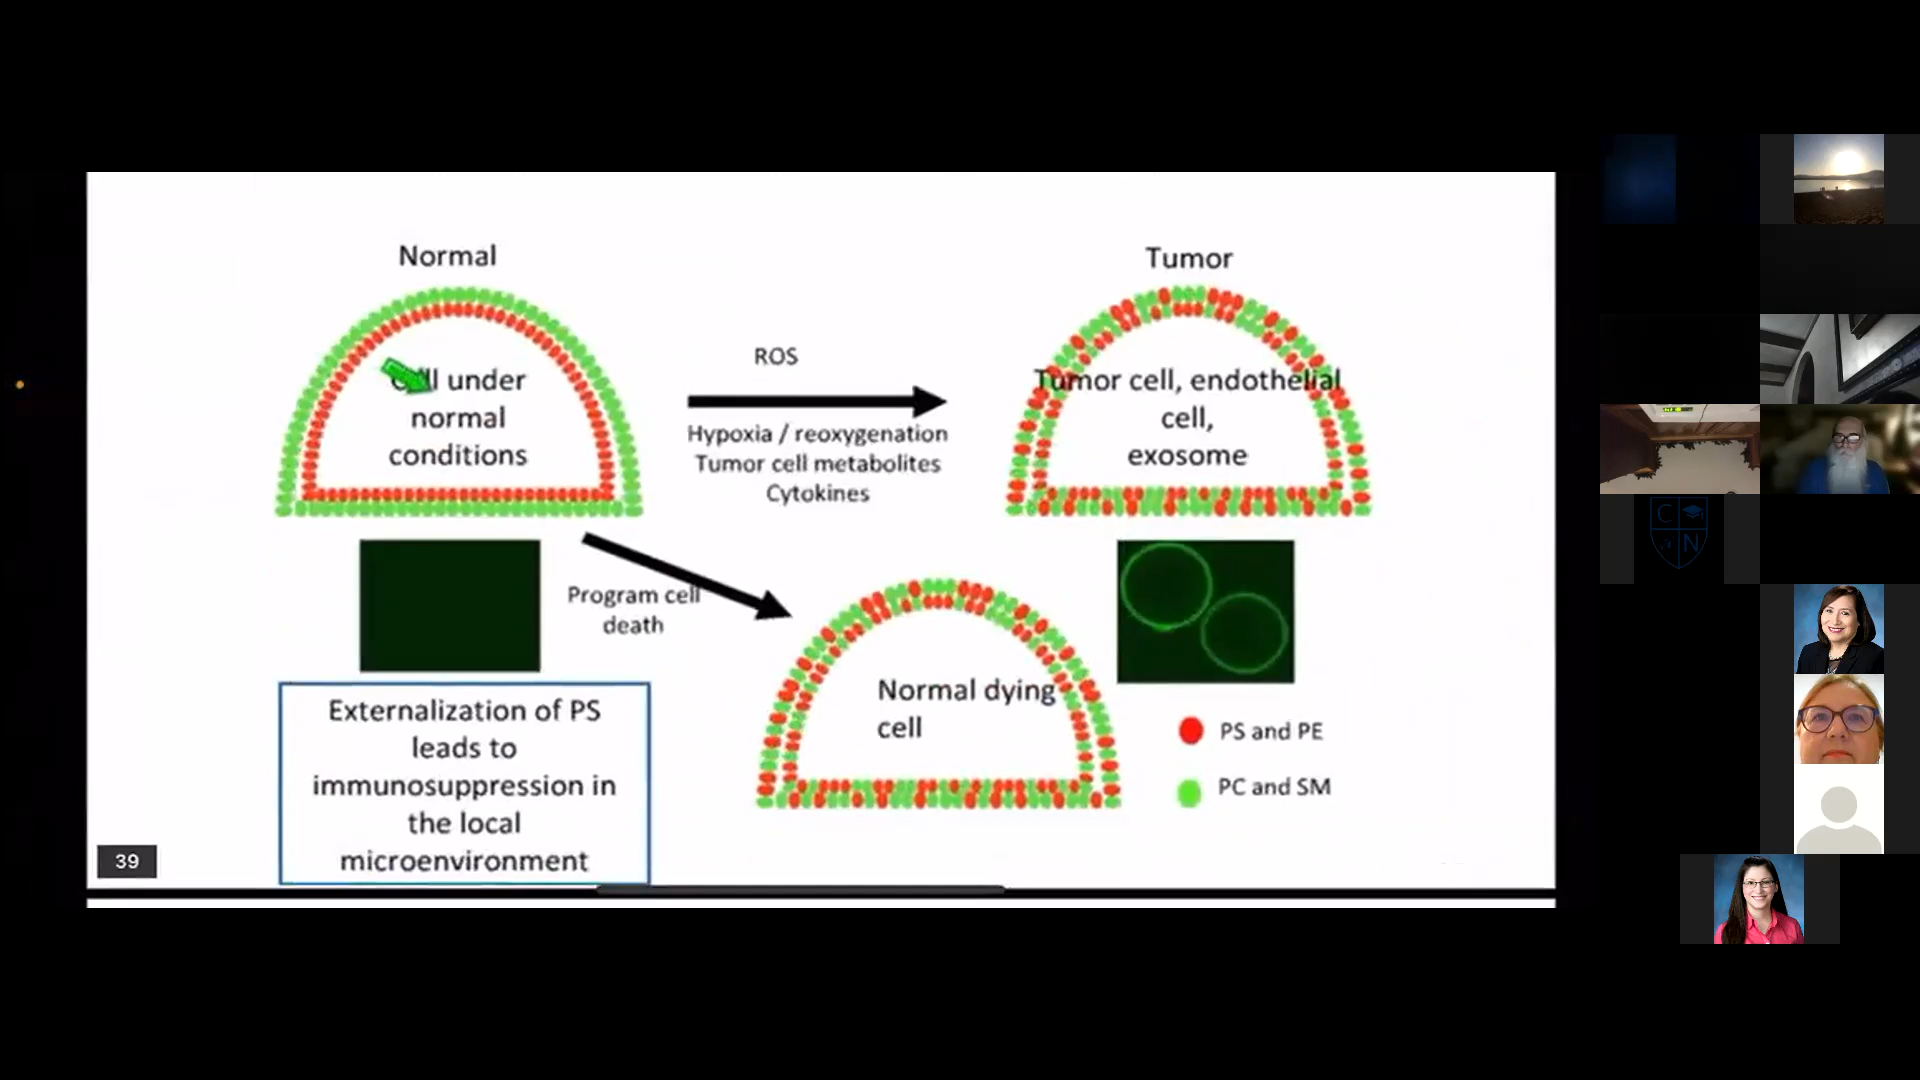 Normal
Tumor
Cell under
normal
conditions
ROS
Hypoxia / reoxygenation
Tumor cell metabolites
Cytokines
Tumor cell, endothelial
cell,
exosome
Program cell
death
Normal dying
cell
PS and PE
PC and SM
Externalization of PS
leads to
immunosuppression in
the local
microenvironment
39
C
N